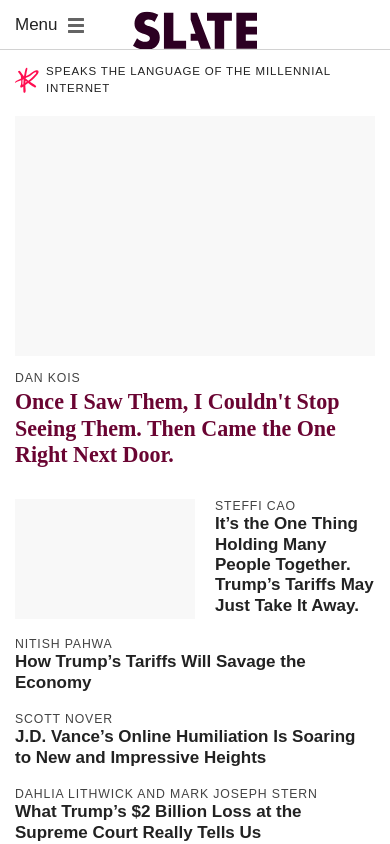 Menu
SLATE
SPEAKS THE LANGUAGE OF THE MILLENNIAL
INTERNET
DAN KOIS
Once I Saw Them, I Couldn't Stop
Seeing Them. Then Came the One
Right Next Door.
STEFFI CAO
It’s the One Thing
Holding Many
People Together.
Trump’s Tariffs May
Just Take It Away.
NITISH PAHWA
How Trump’s Tariffs Will Savage the
Economy
SCOTT NOVER
J.D. Vance’s Online Humiliation Is Soaring
to New and Impressive Heights
DAHLIA LITHWICK AND MARK JOSEPH STERN
What Trump’s $2 Billion Loss at the
Supreme Court Really Tells Us